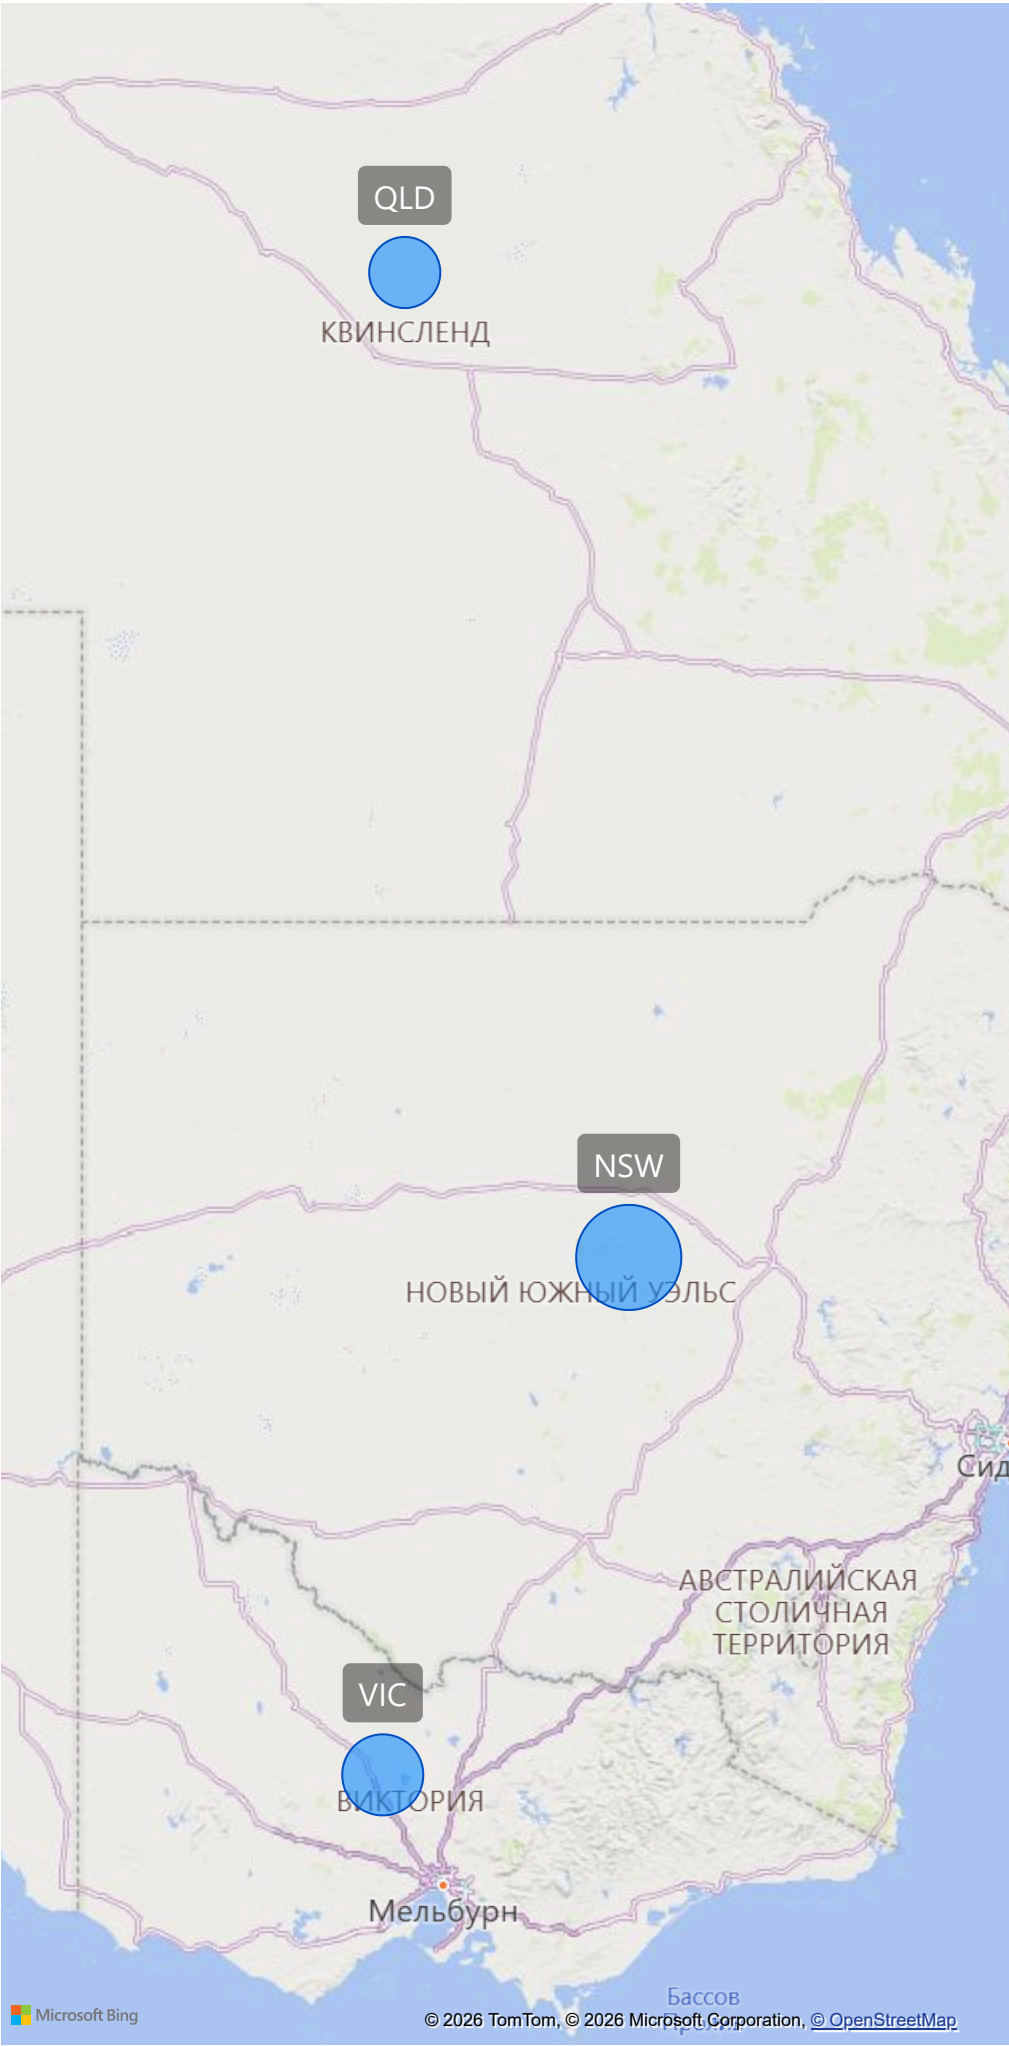 QLD
КВИНСЛЕНД
NSW
НОВЫЙ ЮЖНЫЙ УЭЛЬС
Сид
АВСТРАЛИЙСКАЯ
СТОЛИЧНАЯ
ТЕРРИТОРИЯ
VIC
ВИКТОРИЯ
Мельбурн
Бассов
Пролив
Microsoft Bing
© 2026 TomTom, © 2026 Microsoft Corporation, © OpenStreetMap